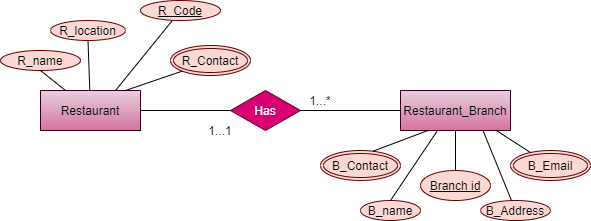 R_Code
R_location
R_name
R_Contact
Restaurant
Has
1...1
1...*
Restaurant_Branch
B_Contact
B_Email
Branch id
B_name
B_Address